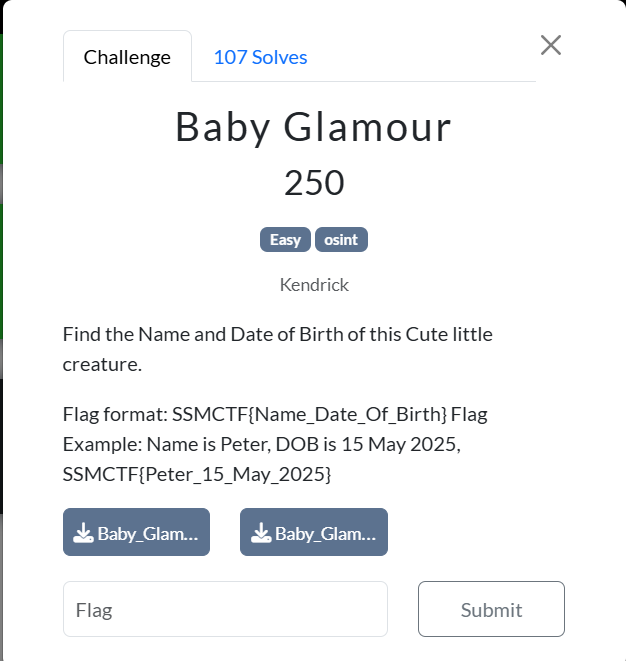 Challenge
107 Solves
Baby Glamour
250
Easy
osint
Kendrick
Find the Name and Date of Birth of this Cute little
creature.
Flag format: SSMCTF{Name_Date_Of_Birth} Flag
Example: Name is Peter, DOB is 15 May 2025,
SSMCTF{Peter_15_May_2025}
Baby_Glam...
Baby_Glam...
Flag
Submit